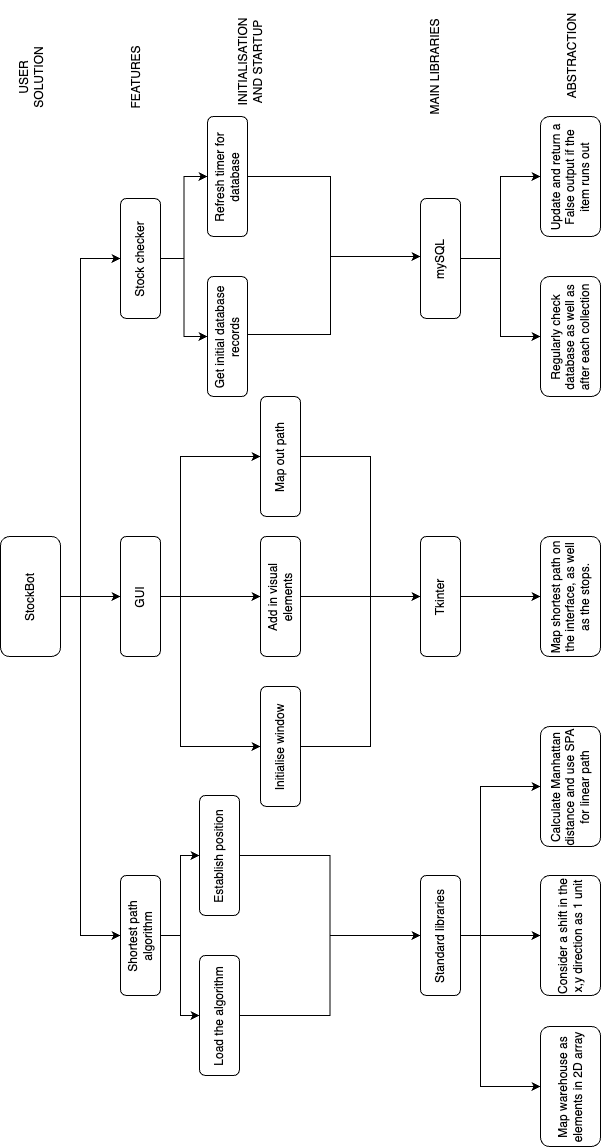 USER
SOLUTION
FEATURES
INITIALISATION
AND STARTUP
MAIN LIBRARIES
ABSTRACTION
StockBot
Shortest path
algorithm
GUI
Stock checker
Load the algorithm
Establish position
Initialise window
Add in visual
elements
Map out path
Get initial database
records
Refresh timer for
database
Standard libraries
Tkinter
mySQL
Map warehouse as
elements in 2D array
Consider a shift in the
x,y direction as 1 unit
Calculate Manhattan
distance and use SPA
for linear path
Map shortest path on
the interface, as well
as the stops.
Regularly check
database as well as
after each collection
Update and return a
False output if the
item runs out